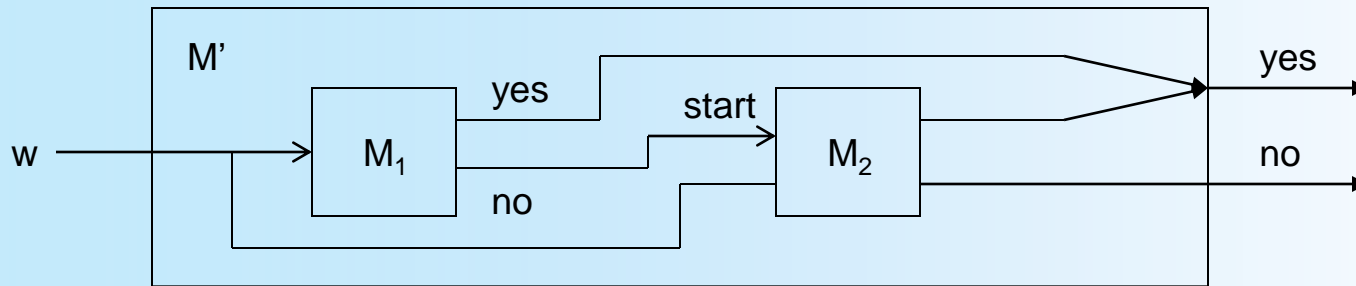 M’
yes
yes
start
w
M₁
M₂
no
no